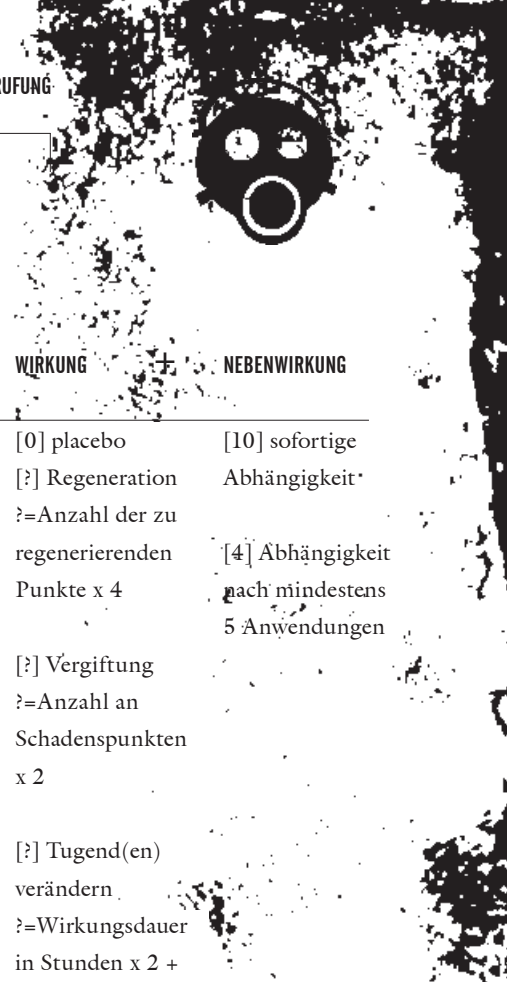 WIRKUNG + NEBENWIRKUNG
[0] placebo
[?] Regeneration
?=Anzahl der zu
regenerierenden
Punkte x 4
[?] Vergiftung
?=Anzahl an
Schadenspunkten
x 2
[?] Tugend(en)
verändern
?=Wirkungsdauer
in Stunden x 2 +
[10] sofortige
Abhängigkeit
[4] Abhängigkeit
nach mindestens
5 Anwendungen